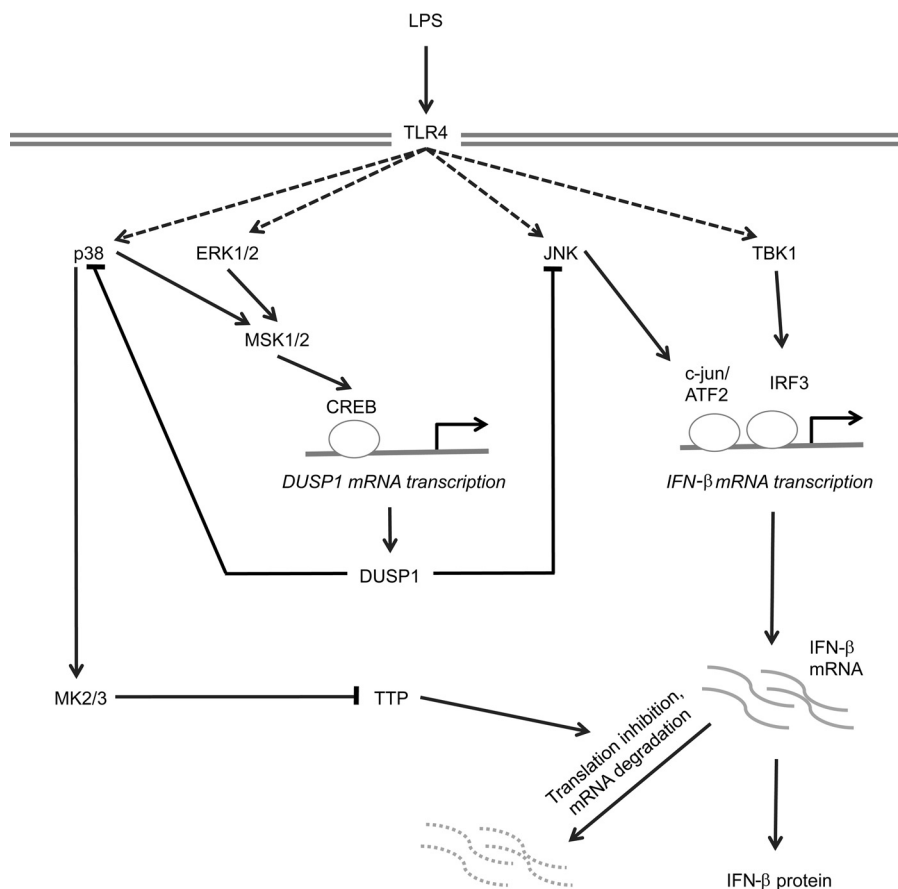 LPS
TLR4
p38
ERK1/2
JNK
TBK1
MSK1/2
c-jun/
ATF2
IRF3
CREB
DUSP1 mRNA transcription
IFN-β mRNA transcription
DUSP1
IFN-β
mRNA
MK2/3
TTP
Translation inhibition,
mRNA degradation
IFN-β protein